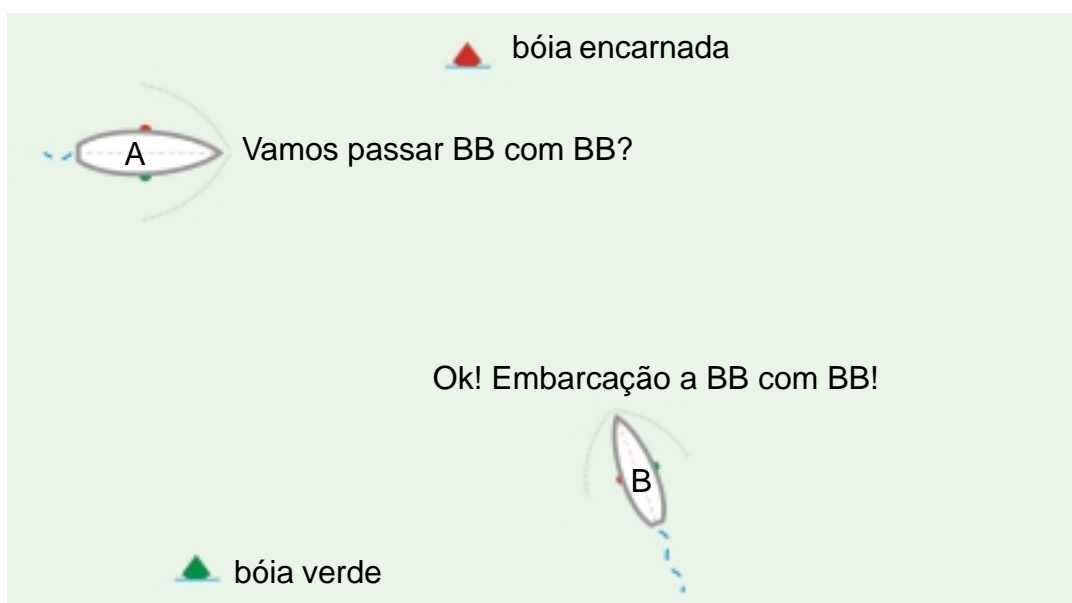 bóia encarnada
A
Vamos passar BB com BB?
Ok! Embarcação a BB com BB!
B
bóia verde